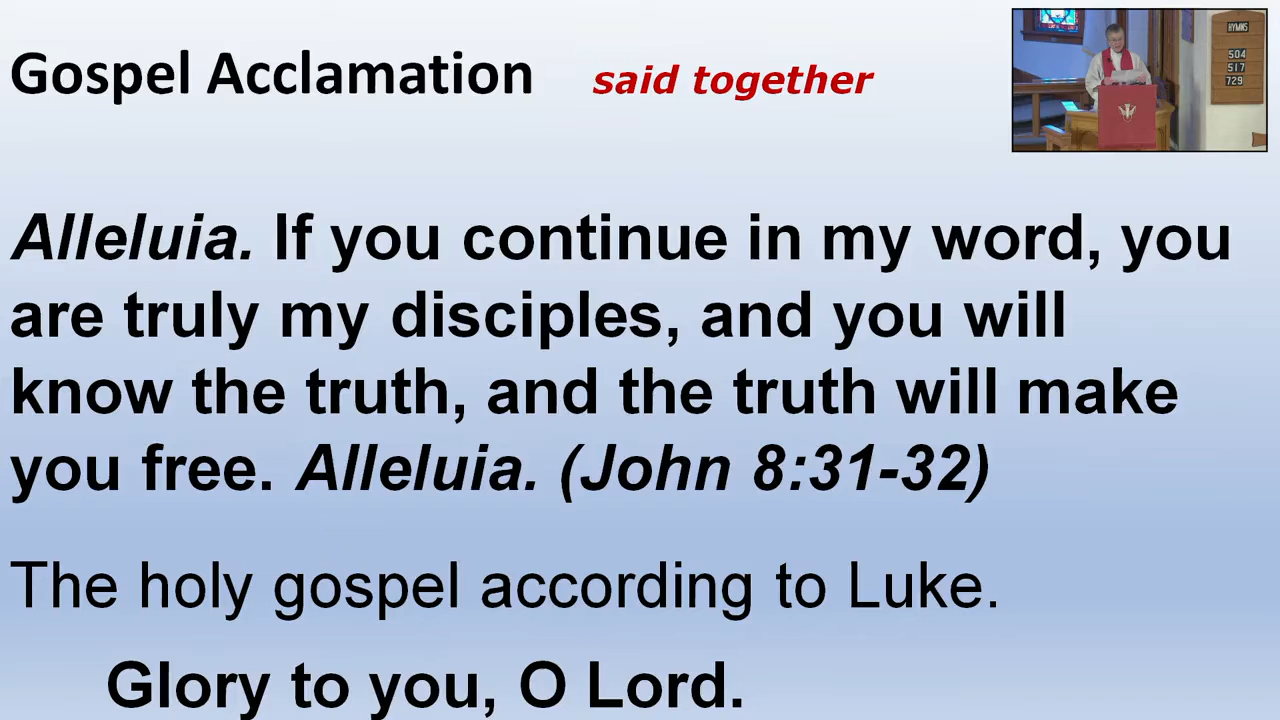 Gospel Acclamation said together
HYMNS
504
517
729
Alleluia. If you continue in my word, you
are truly my disciples, and you will
know the truth, and the truth will make
you free. Alleluia. (John 8:31-32)
The holy gospel according to Luke.
Glory to you, O Lord.